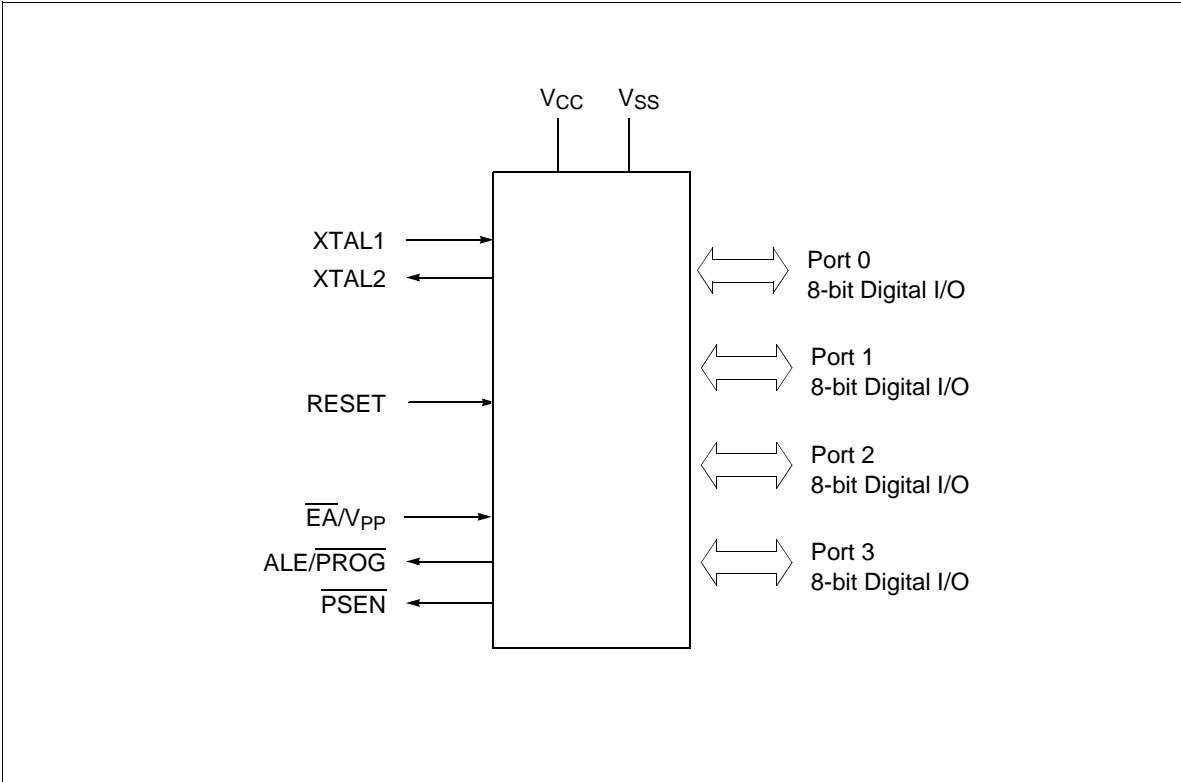 VCC VSS
XTAL1
XTAL2
RESET
EA/VPP
ALE/PROG
PSEN
Port 0
8-bit Digital I/O
Port 1
8-bit Digital I/O
Port 2
8-bit Digital I/O
Port 3
8-bit Digital I/O